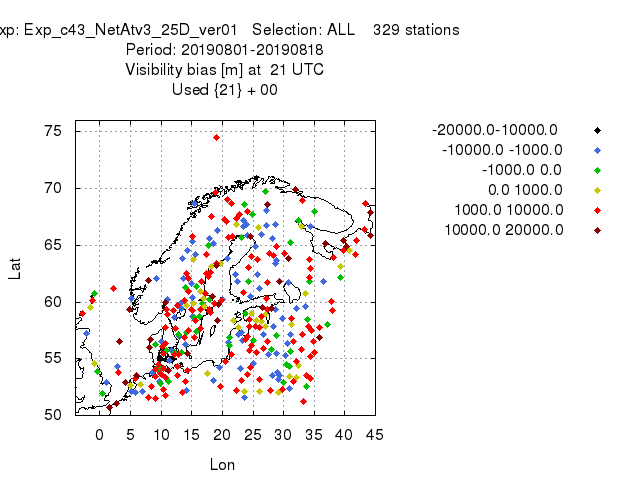 xp: Exp_c43_NetAtv3_25D_ver01 Selection: ALL 329 stations
Period: 20190801-20190818
Visibility bias [m] at 21 UTC
Used {21} + 00
-20000.0-10000.0
-10000.0 -1000.0
-1000.0 0.0
0.0 1000.0
1000.0 10000.0
10000.0 20000.0
75
70
65
60
55
50
Lat
0 5 10 15 20 25 30 35 40 45
Lon